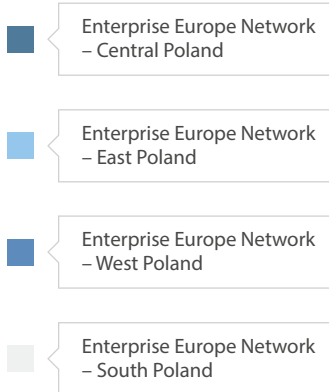 Enterprise Europe Network
– Central Poland
Enterprise Europe Network
– East Poland
Enterprise Europe Network
– West Poland
Enterprise Europe Network
– South Poland